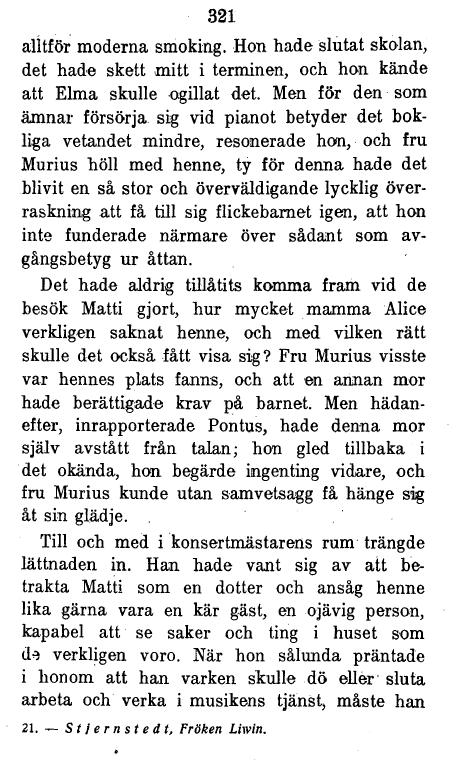 321
alltför moderna smoking. Hon hade slutat skolan,
det hade skett mitt i terminen, och hon kände
att Elma skulle ogillat det. Men för den som
ämnar försörja sig vid pianot betyder det bok-
liga vetandet mindre, resonerade hon, och fru
Murius höll med henne, ty för denna hade det
blivit en så stor och överväldigande lycklig över-
raskning att få till sig flickebarnet igen, att hon
inte funderade närmare över sådant som av-
gångsbetyg ur åttan.
Det hade aldrig tillåtits komma fram vid de
besök Matti gjort, hur mycket mamma Alice
verkligen saknat henne, och med vilken rätt
skulle det också fått visa sig? Fru Murius visste
var hennes plats fanns, och att en annan mor
hade berättigade krav på barnet. Men hädan-
efter, inrapporterade Pontus, hade denna mor
själv avstått från talan; hon gled tillbaka i
det okända, hon begärde ingenting vidare, och
fru Murius kunde utan samvetsagg få hänge sig
åt sin glädje.
Till och med i konsertmästarens rum trängde
lättnaden in. Han hade vant sig av att be-
trakta Matti som en dotter och ansåg henne
lika gärna vara en kär gäst, en ojävig person,
kapabel att se saker och ting i huset som
de verkligen voro. När hon sålunda präntade
i honom att han varken skulle dö eller sluta
arbeta och verka i musikens tjänst, måste han
21. — Stjernstedt, Fröken Liwin.